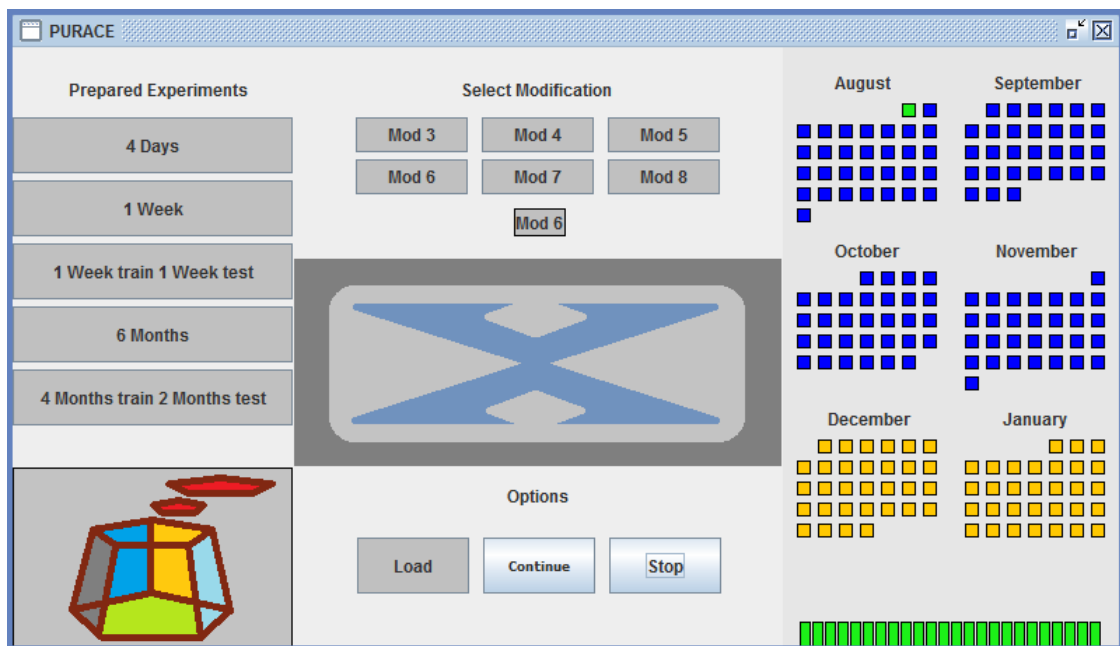 PURACE
Prepared Experiments
4 Days
1 Week
1 Week train 1 Week test
6 Months
4 Months train 2 Months test
Select Modification
Mod 3 Mod 4 Mod 5
Mod 6 Mod 7 Mod 8
Mod 6
Options
Load Continue Stop
August September
October November
December January